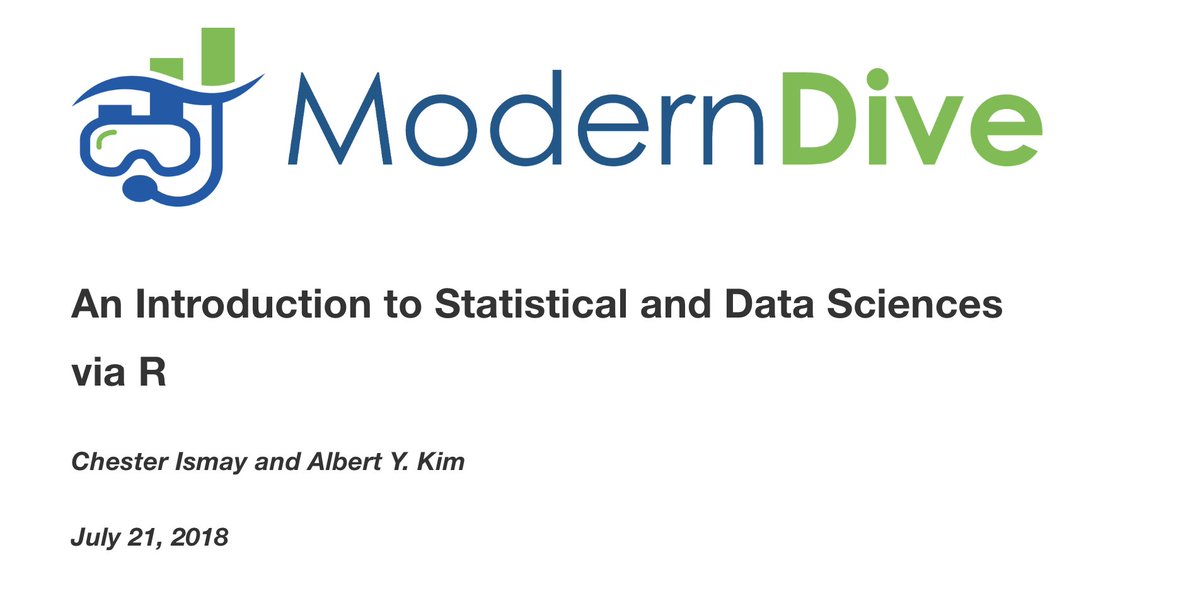 ModernDive
An Introduction to Statistical and Data Sciences
via R
Chester Ismay and Albert Y. Kim
July 21, 2018